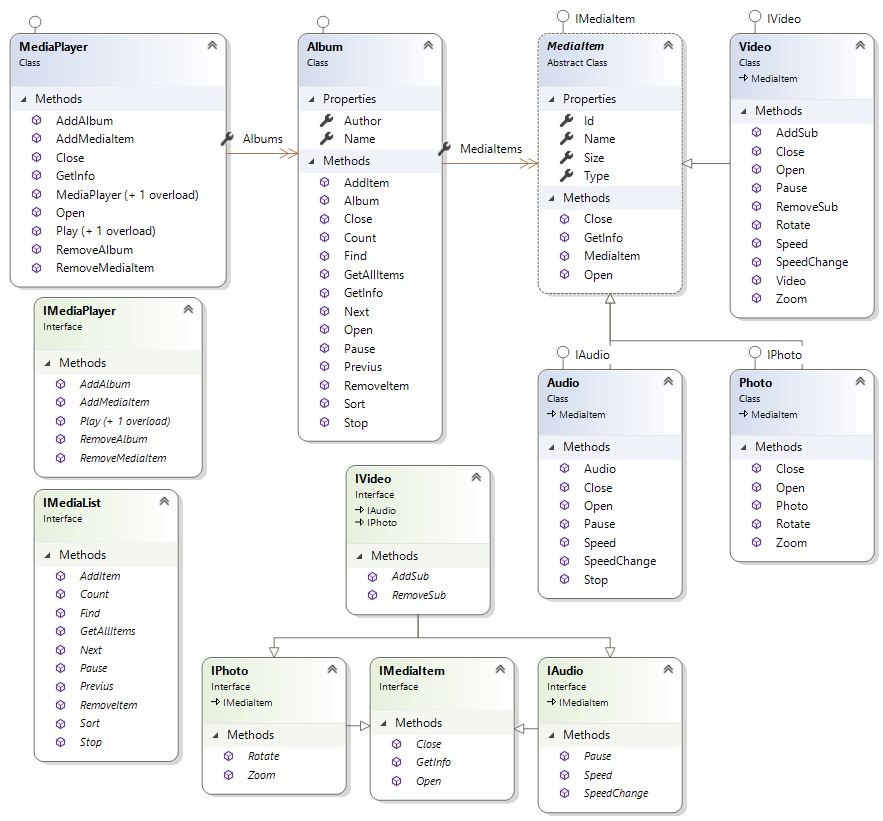 MediaPlayer
Class
Methods
AddAlbum
AddMediaItem
Close
GetInfo
MediaPlayer (+ 1 overload)
Open
Play (+ 1 overload)
RemoveAlbum
RemoveMediaItem
Albums
Album
Class
Properties
Author
Name
Methods
AddItem
Album
Close
Count
Find
GetAllItems
GetInfo
Next
Open
Pause
Previus
RemoveItem
Sort
Stop
MediaItems
IMediaItem
MediaItem
Abstract Class
Properties
Id
Name
Size
Type
Methods
Close
GetInfo
MediaItem
Open
IVideo
Video
Class
MediaItem
Methods
AddSub
Close
Open
Pause
RemoveSub
Rotate
Speed
SpeedChange
Video
Zoom
IMediaPlayer
Interface
Methods
AddAlbum
AddMediaItem
Play (+ 1 overload)
RemoveAlbum
RemoveMediaItem
IAudio
Audio
Class
MediaItem
Methods
Audio
Close
Open
Pause
Speed
SpeedChange
Stop
IPhoto
Photo
Class
MediaItem
Methods
Close
Open
Photo
Rotate
Zoom
IMediaList
Interface
Methods
AddItem
Count
Find
GetAllItems
Next
Pause
Previus
RemoveItem
Sort
Stop
IVideo
Interface
IAudio
IPhoto
Methods
AddSub
RemoveSub
IPhoto
Interface
IMediaItem
Methods
Rotate
Zoom
IMediaItem
Interface
Methods
Close
GetInfo
Open
IAudio
Interface
IMediaItem
Methods
Pause
Speed
SpeedChange